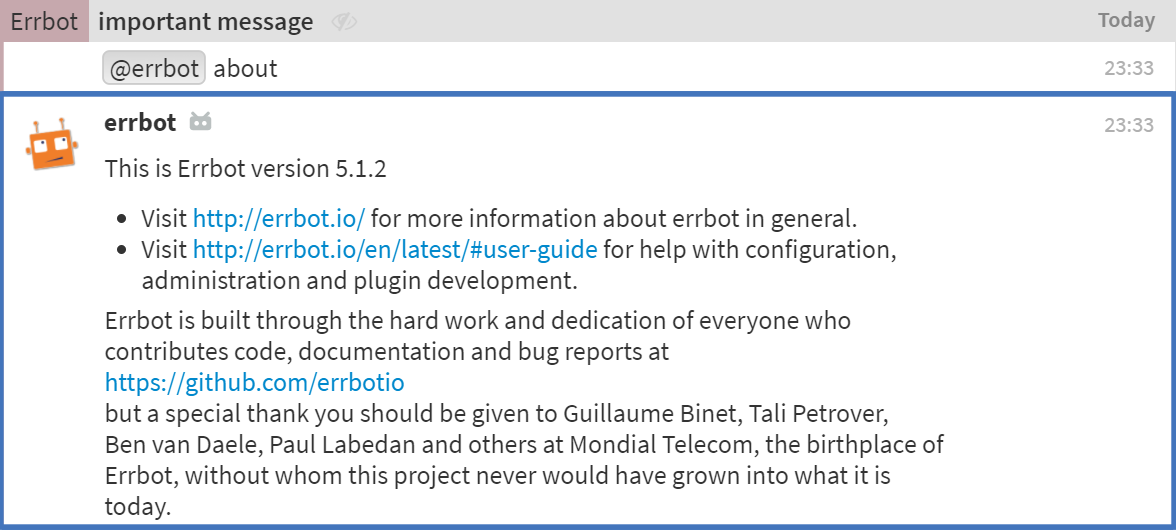 Errbot important message Today
@errbot about 23:33
errbot 23:33
This is Errbot version 5.1.2
• Visit http://errbot.io/ for more information about errbot in general.
• Visit http://errbot.io/en/latest/#user-guide for help with configuration,
administration and plugin development.
Errbot is built through the hard work and dedication of everyone who
contributes code, documentation and bug reports at
https://github.com/errbotio
but a special thank you should be given to Guillaume Binet, Tali Petrover,
Ben van Daele, Paul Labedan and others at Mondial Telecom, the birthplace of
Errbot, without whom this project never would have grown into what it is
today.